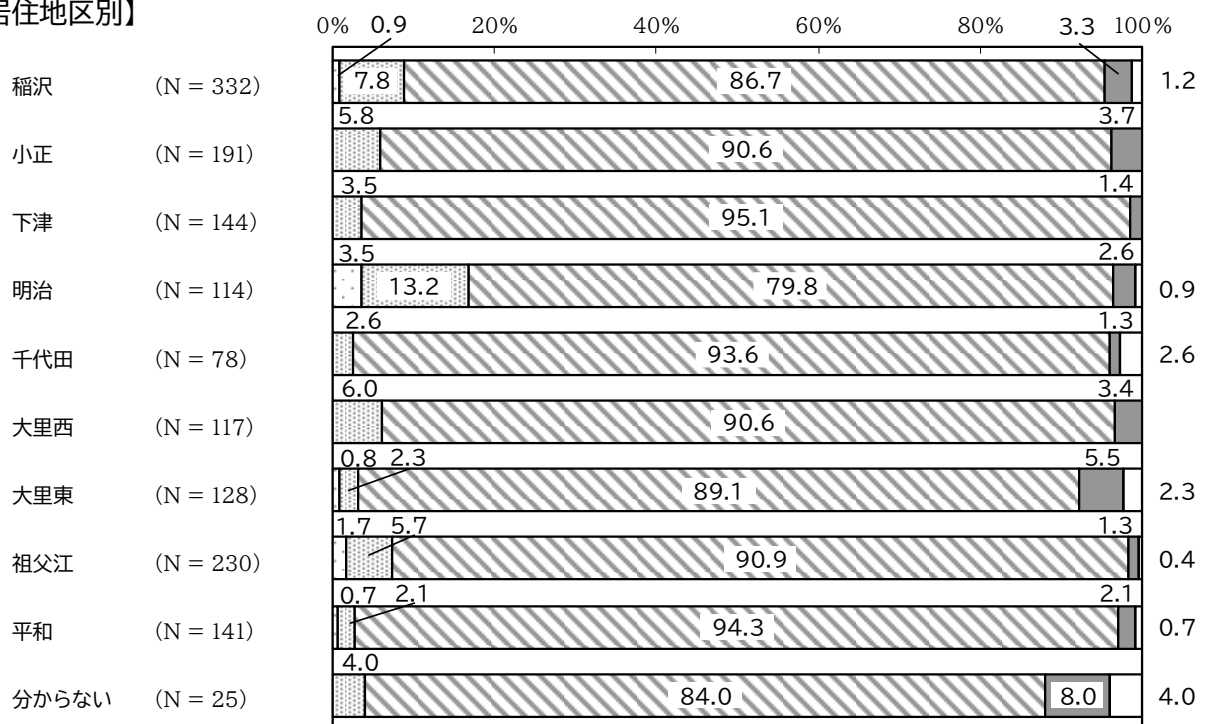 居住地区別】
0% 0.9 20% 40% 60% 80% 3.3 100%
稲沢 (N = 332) 7.8 86.7 1.2
5.8 3.7
小正 (N = 191) 90.6
3.5 1.4
下津 (N = 144) 95.1
3.5 2.6
明治 (N = 114) 13.2 79.8 0.9
2.6 1.3
千代田 (N = 78) 93.6 2.6
6.0 3.4
大里西 (N = 117) 90.6
0.8 2.3 5.5
大里東 (N = 128) 89.1 2.3
1.7 5.7 1.3
祖父江 (N = 230) 90.9 0.4
0.7 2.1 2.1
平和 (N = 141) 94.3 0.7
4.0
分からない (N = 25) 84.0 8.0 4.0